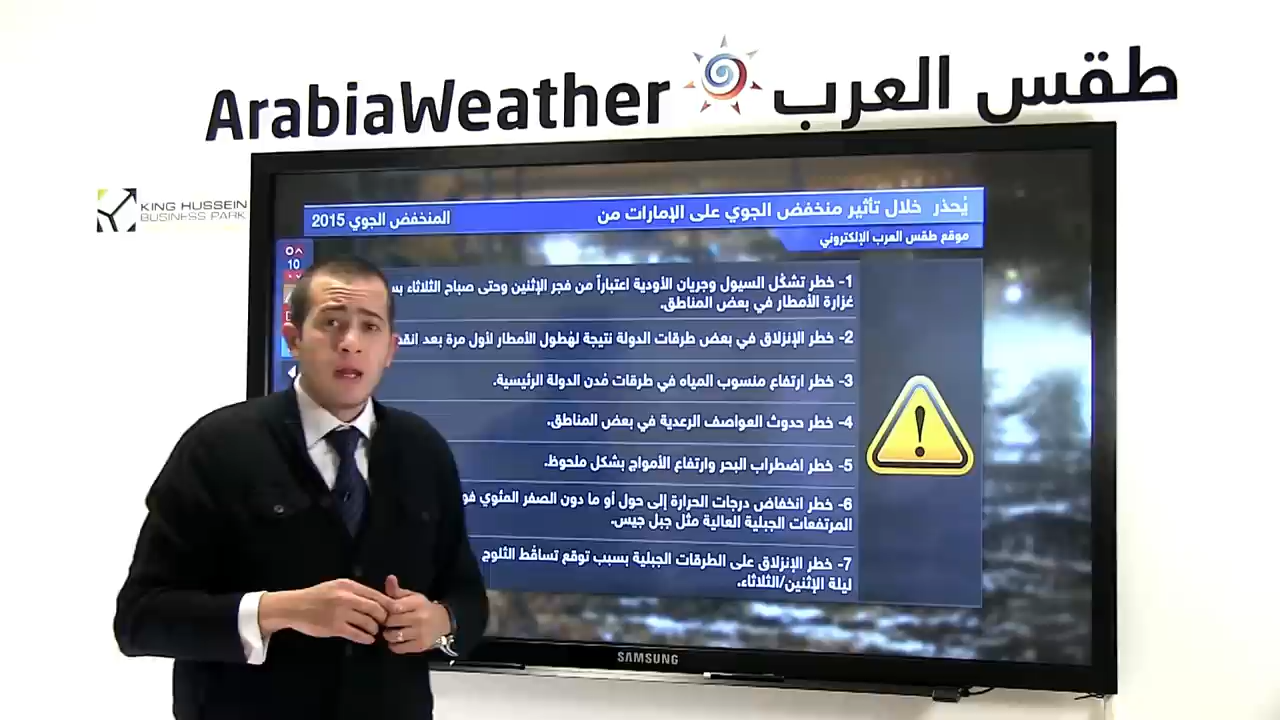 ArabiaWeather طقس العرب
KING HUSSEIN
BUSINESS PARK
يُحذر خلال تأثير منخفض الجوي على الإمارات من
المنخفض الجوي 2015
موقع طقس العرب الإلكتروني
10
1- خطر تشكّل السيول وجريان الأودية اعتباراً من فجر الإثنين وحتى صباح الثلاثاء
غزارة الأمطار في بعض المناطق.
2- خطر الإنزلاق في بعض طرقات الدولة نتيجة لهُطول الأمطار لأول مرة بعد
3- خطر ارتفاع منسوب المياه في طرقات مُدن الدولة الرئيسية.
4- خطر حدوث العواصف الرعدية في بعض المناطق.
5- خطر اضطراب البحر وارتفاع الأمواج بشكل ملحوظ.
6- خطر انخفاض درجات الحرارة إلى حول أو ما دون الصفر المئوي
المرتفعات الجبلية العالية مثل جبل جيس.
7- خطر الإنزلاق على الطرقات الجبلية بسبب توقع تساقُط الثلوج
ليلة الإثنين/الثلاثاء.
SAMSUNG